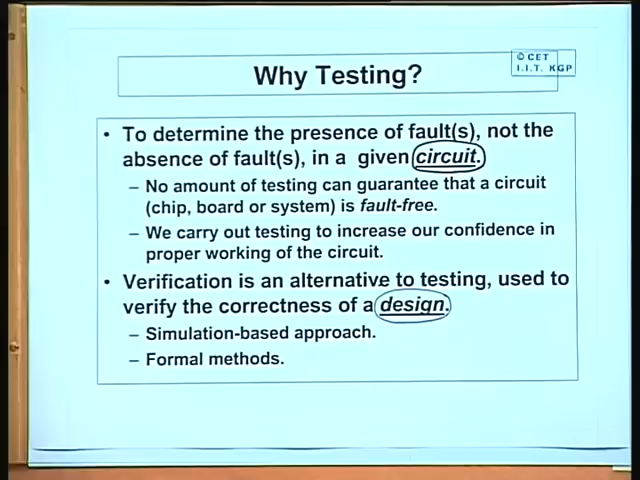 Why Testing?
© CET
I.I.T. KGP
• To determine the presence of fault(s), not the
absence of fault(s), in a given circuit.
– No amount of testing can guarantee that a circuit
(chip, board or system) is fault-free.
– We carry out testing to increase our confidence in
proper working of the circuit.
• Verification is an alternative to testing, used to
verify the correctness of a design.
– Simulation-based approach.
– Formal methods.